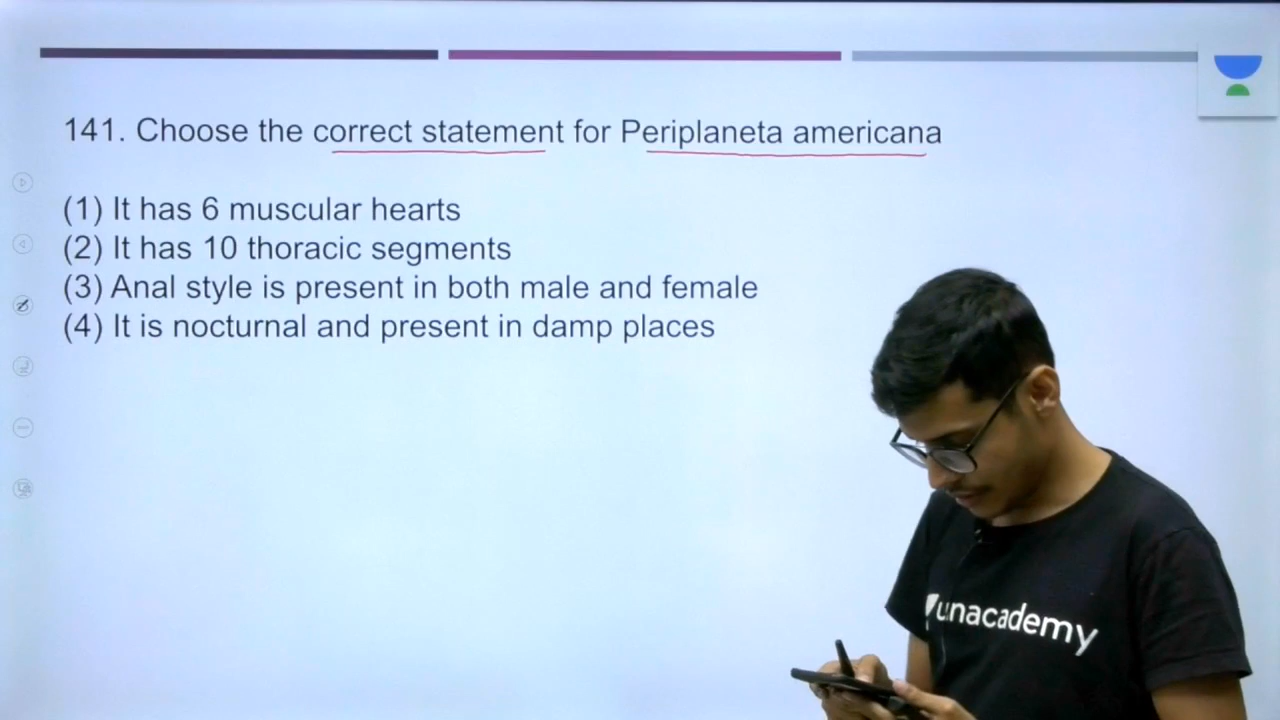 141. Choose the correct statement for Periplaneta americana
(1) It has 6 muscular hearts
(2) It has 10 thoracic segments
(3) Anal style is present in both male and female
(4) It is nocturnal and present in damp places
unacademy